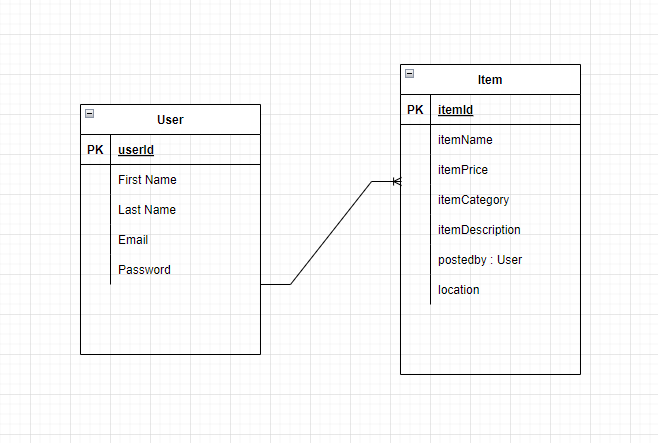 User
PK userId
First Name
Last Name
Email
Password
Item
PK itemId
itemName
itemPrice
itemCategory
itemDescription
postedby : User
location